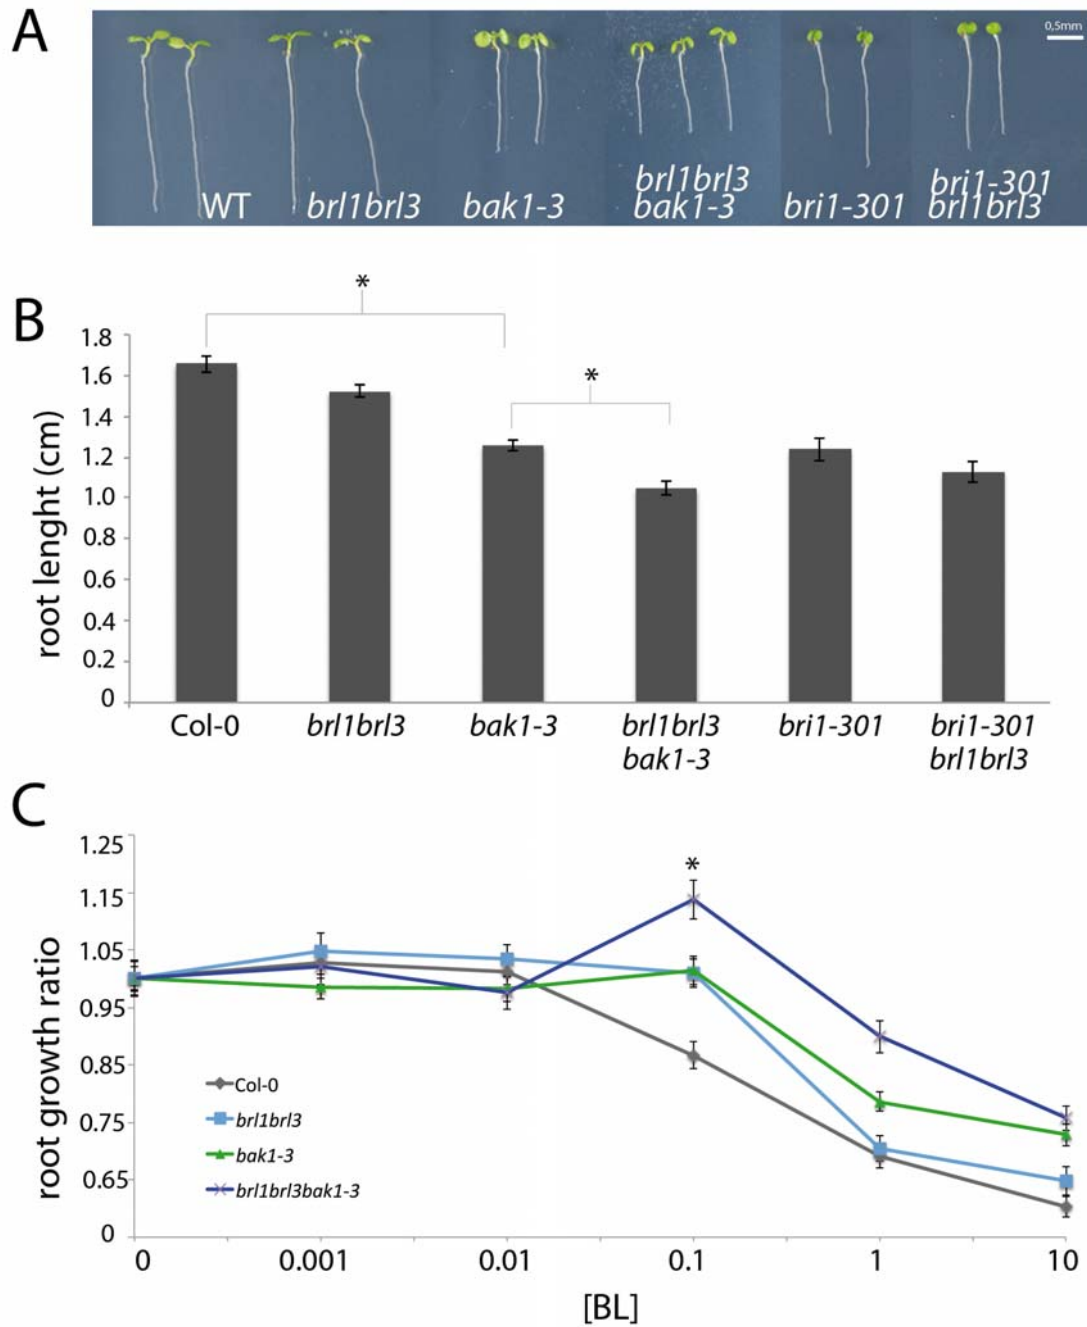 A
0,5mm
WT
brl1brl3
bak1-3
brl1brl3
bak1-3
bri1-301
bri1-301
brl1brl3
B
*
*
root lenght (cm)
1.8
1.6
1.4
1.2
1.0
0.8
0.6
0.4
0.2
0
Col-0
brl1brl3
bak1-3
brl1brl3
bak1-3
bri1-301
bri1-301
brl1brl3
C
*
root growth ratio
1.25
1.15
1.05
0.95
0.85
0.75
0.65
0
Col-0
brl1brl3
bak1-3
brl1brl3bak1-3
0
0.001
0.01
0.1
1
10
[BL]